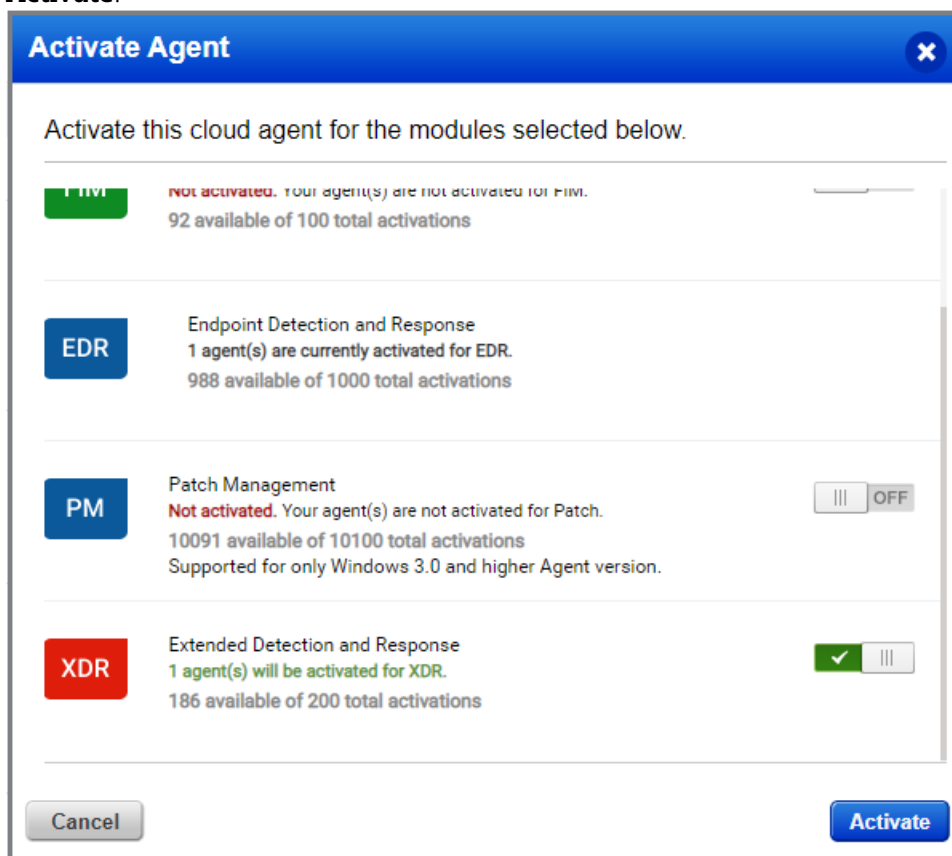 Activate Agent
Activate this cloud agent for the modules selected below.
FIM
Not activated. Your agent(s) are not activated for FIM.
92 available of 100 total activations
EDR
Endpoint Detection and Response
1 agent(s) are currently activated for EDR.
988 available of 1000 total activations
PM
Patch Management
Not activated. Your agent(s) are not activated for Patch.
OFF
10091 available of 10100 total activations
Supported for only Windows 3.0 and higher Agent version.
XDR
Extended Detection and Response
1 agent(s) will be activated for XDR.
186 available of 200 total activations
Cancel
Activate